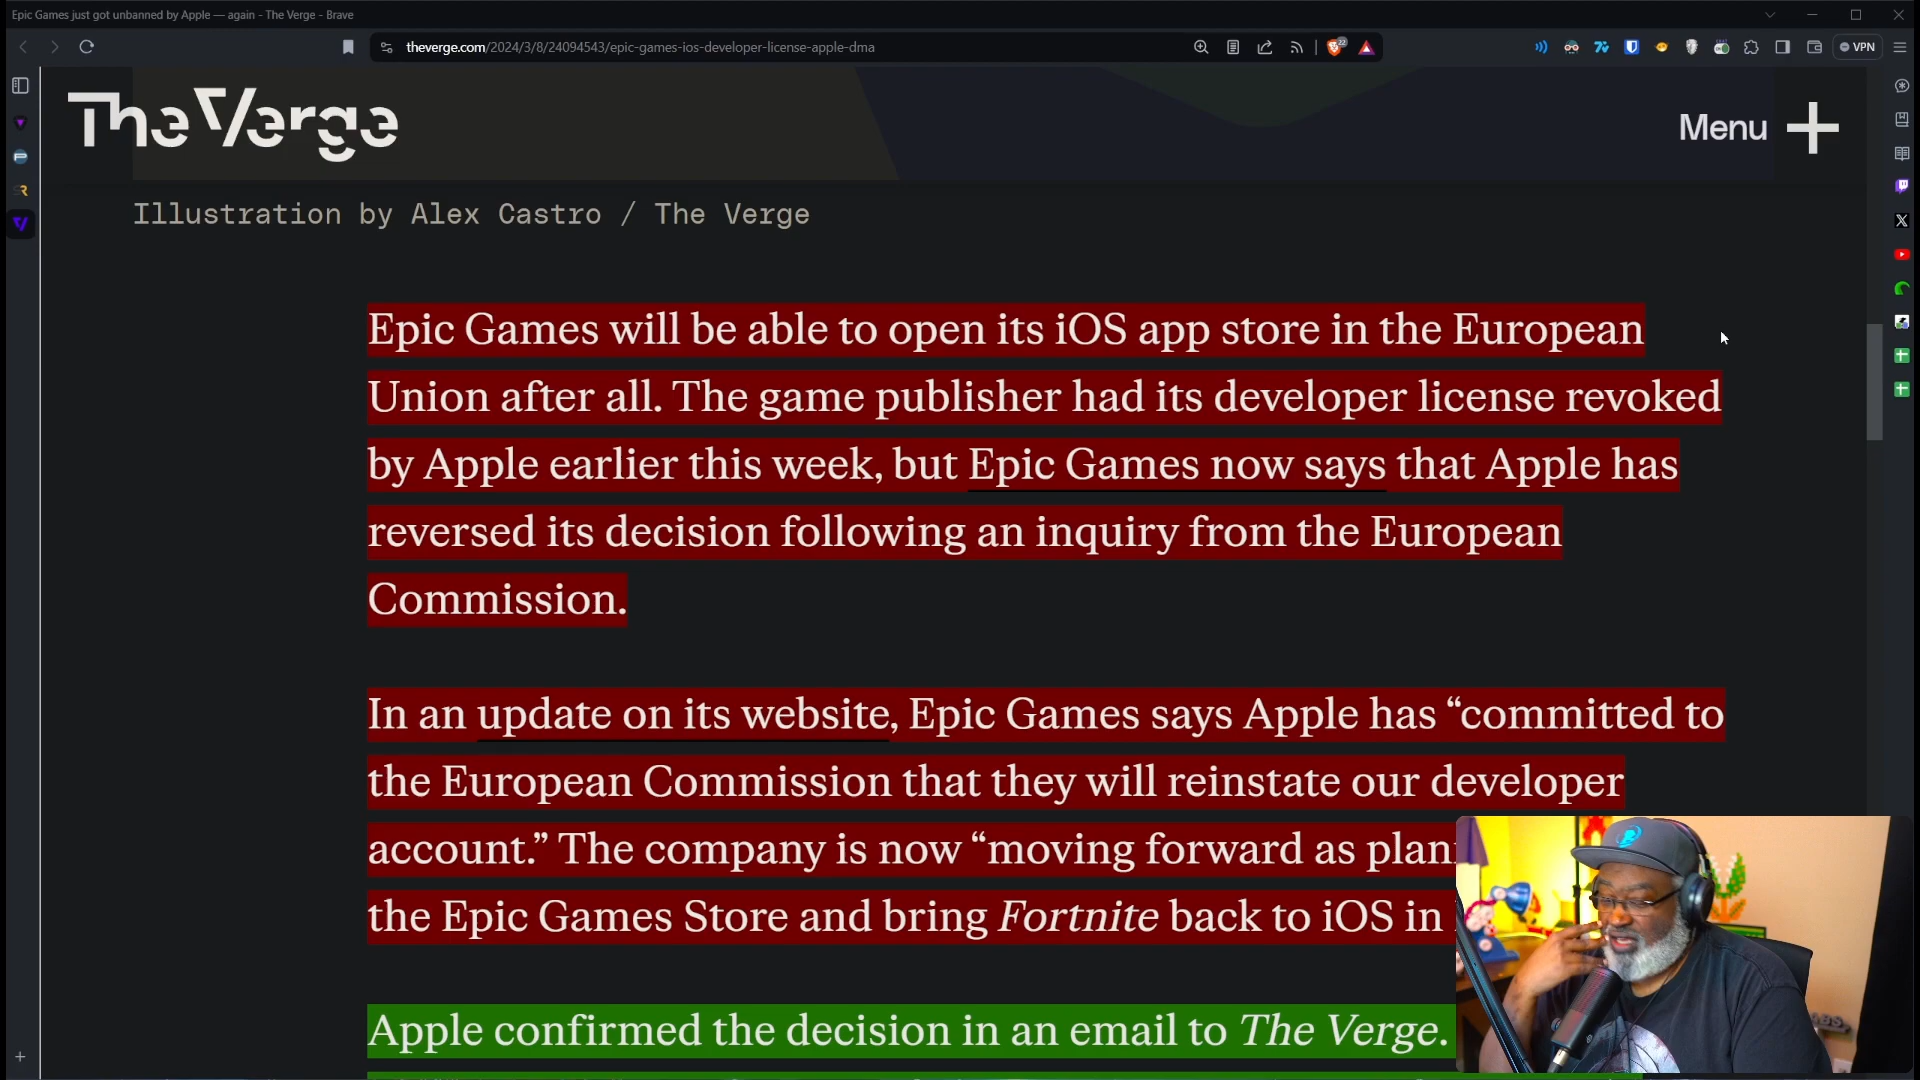 Epic Games just got unbanned by Apple — again - The Verge - Brave
theverge.com/2024/3/8/24094543/epic-games-ios-developer-license-apple-dma
22
VPN
The Verge
Menu
Illustration by Alex Castro / The Verge
Epic Games will be able to open its iOS app store in the European
Union after all. The game publisher had its developer license revoked
by Apple earlier this week, but Epic Games now says that Apple has
reversed its decision following an inquiry from the European
Commission.
In an update on its website, Epic Games says Apple has “committed to
the European Commission that they will reinstate our developer
account.” The company is now “moving forward as
the Epic Games Store and bring Fortnite back to iOS in
Apple confirmed the decision in an email to The Verge.